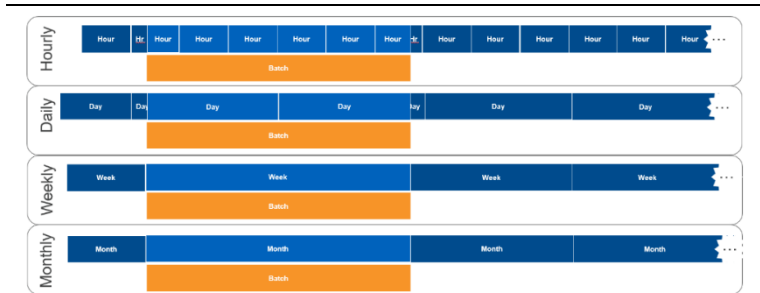 Hourly
Hour Hr. Hour Hour Hour Hour Hour Hour Hr. Hour Hour Hour Hour Hour Hour ...
Batch
Daily
Day Day Day Day Day Day Day ...
Batch
Weekly
Week Week Week Week ...
Batch
Monthly
Month Month Month Month ...
Batch